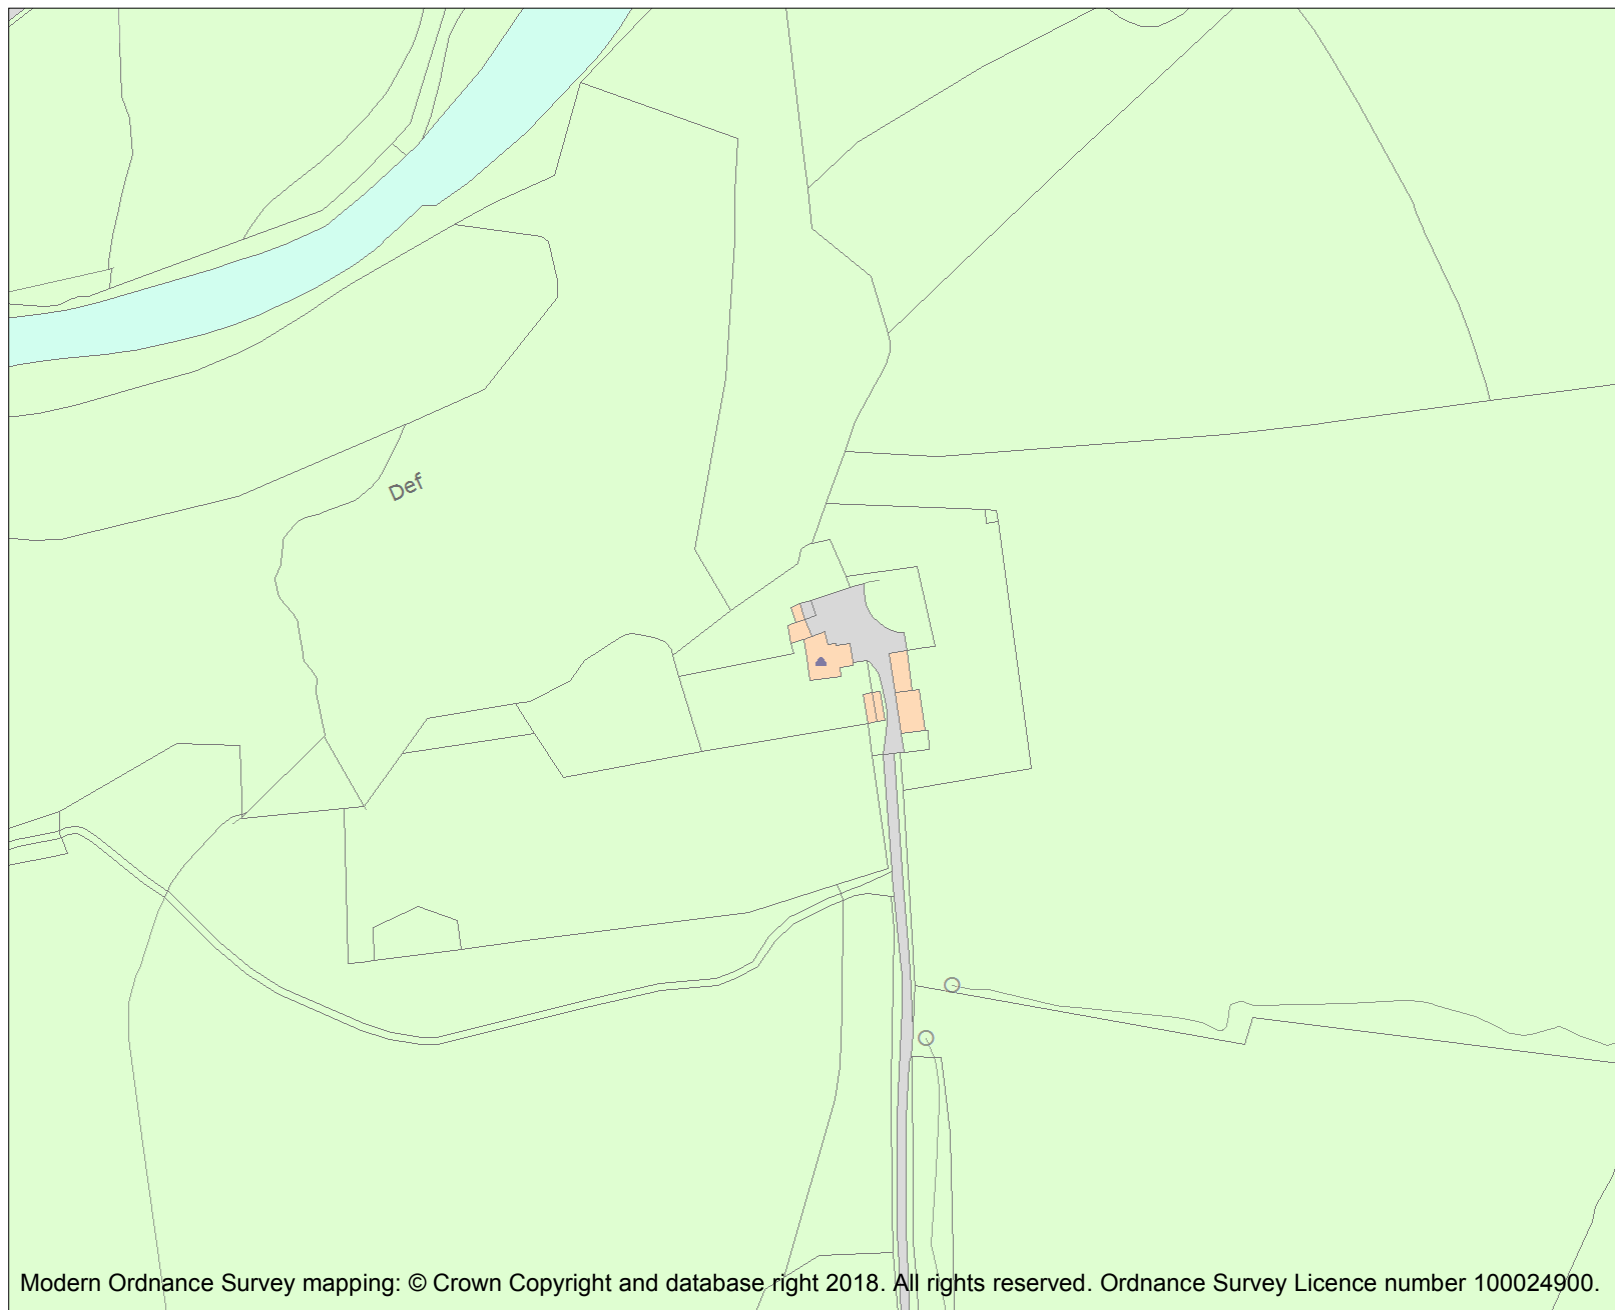 Def
Modern Ordnance Survey mapping: © Crown Copyright and database right 2018. All rights reserved. Ordnance Survey Licence number 100024900.